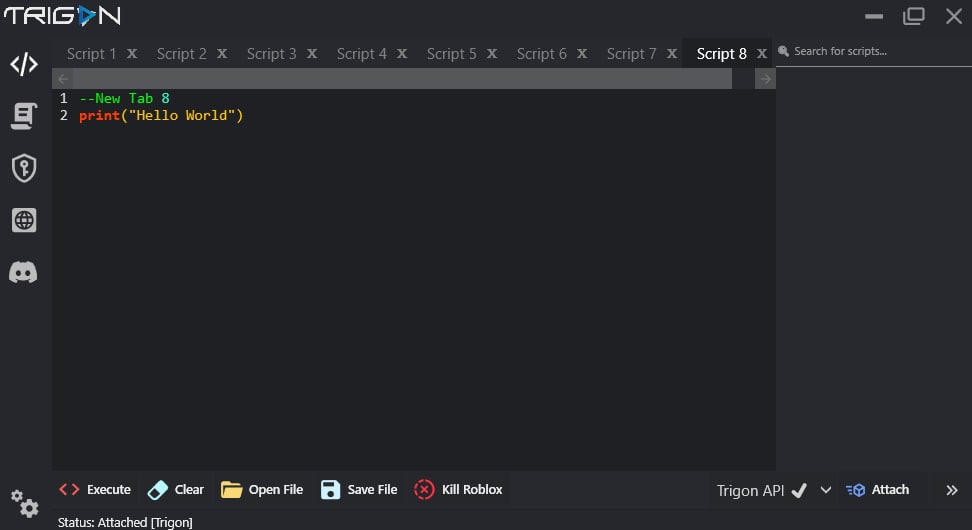 TRIGON
Script 1 X Script 2 X Script 3 X Script 4 X Script 5 X Script 6 X Script 7 X Script 8 X
Search for scripts...
1 --New Tab 8
2 print("Hello World")
Execute Clear Open File Save File Kill Roblox Trigon API Attach
Status: Attached [Trigon]